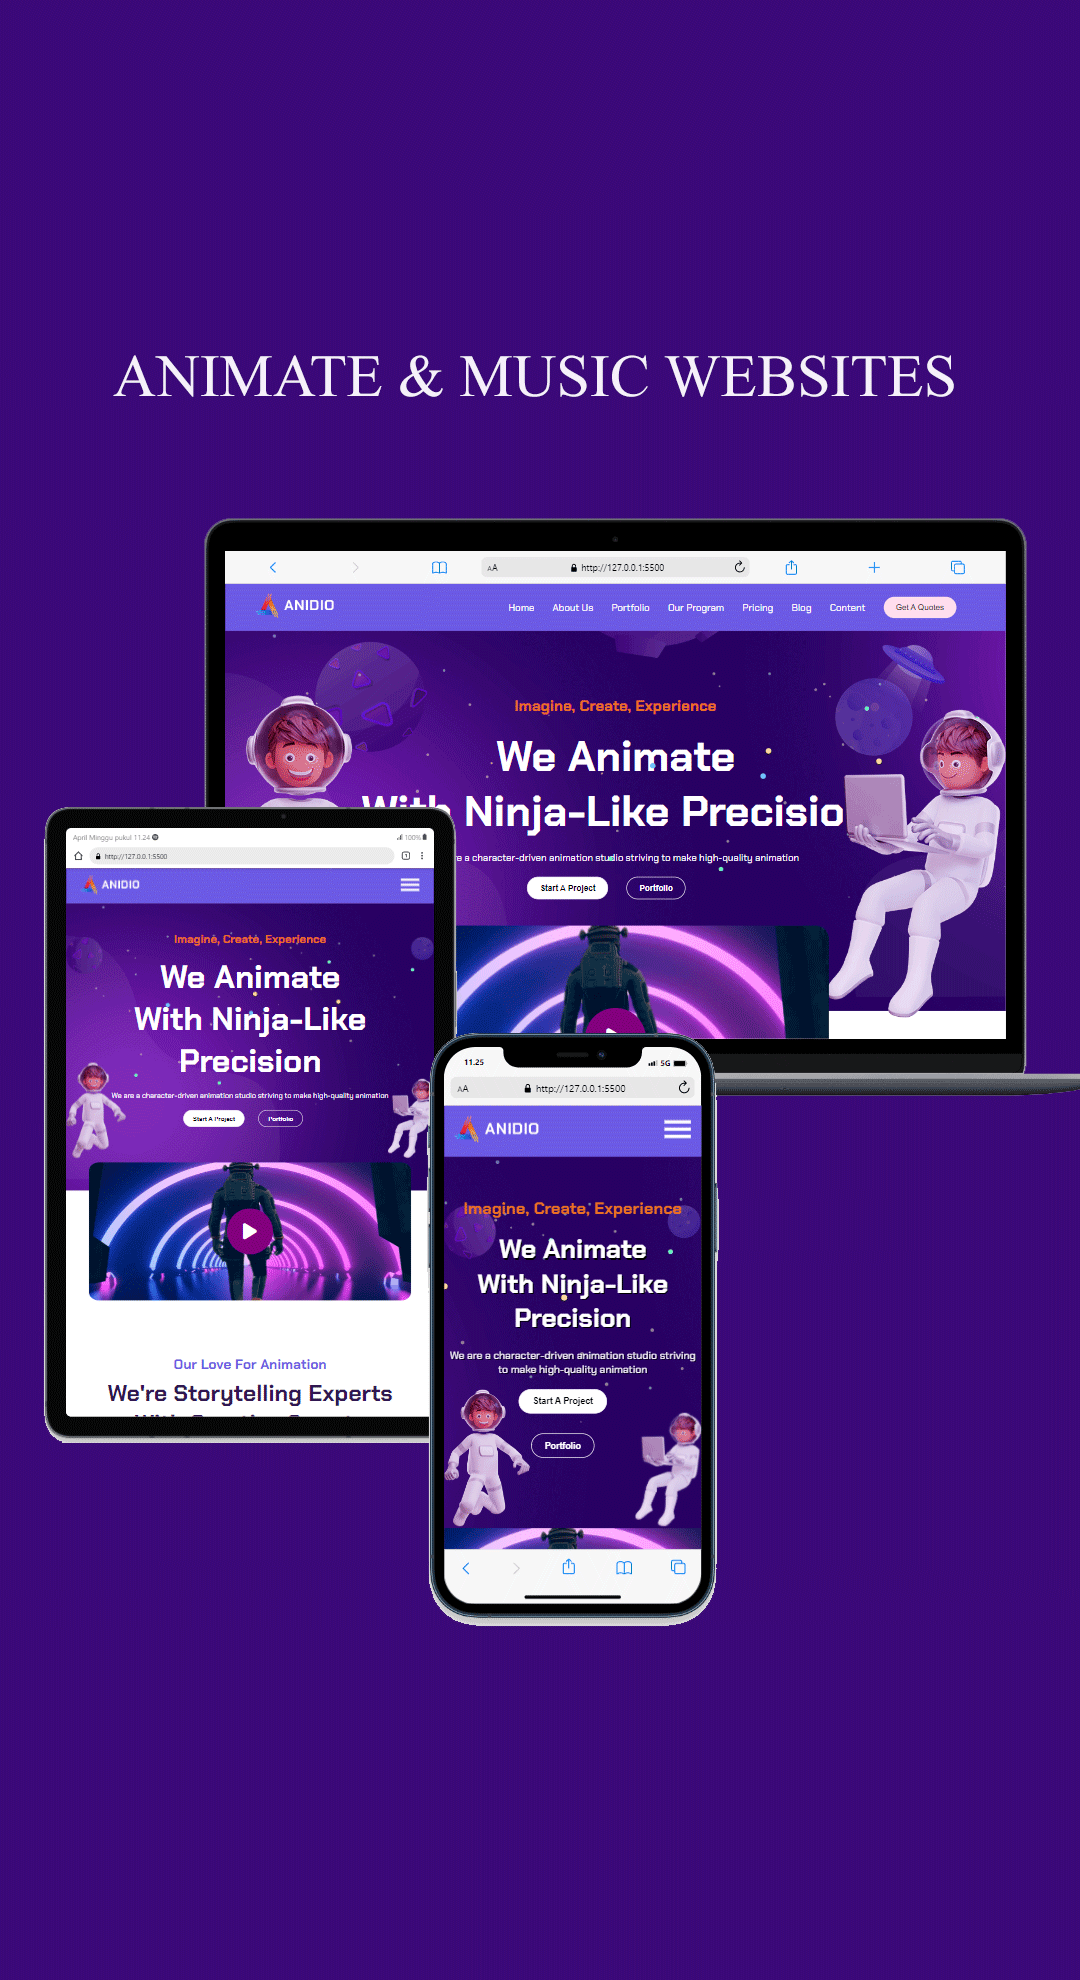 ANIMATE & MUSIC WEBSITES
AA http://127.0.0.1:5500
ANIDIO Home About Us Portfolio Our Program Pricing Blog Content Get A Quotes
Imagine, Create, Experience
We Animate
With Ninja-Like Precisio
e a character-driven animation studio striving to make high-quality animation
Start A Project Portfolio
April Minggu pukul 11.24 100%
http://127.0.0.1:5500 1
ANIDIO
Imagine, Create, Experience
We Animate
With Ninja-Like
Precision
We are a character-driven animation studio striving to make high-quality animation
Start A Project Portfolio
Our Love For Animation
We're Storytelling Experts
11.25 5G
AA http://127.0.0.1:5500
ANIDIO
Imagine, Create, Experience
We Animate
With Ninja-Like
Precision
We are a character-driven animation studio striving
to make high-quality animation
Start A Project
Portfolio